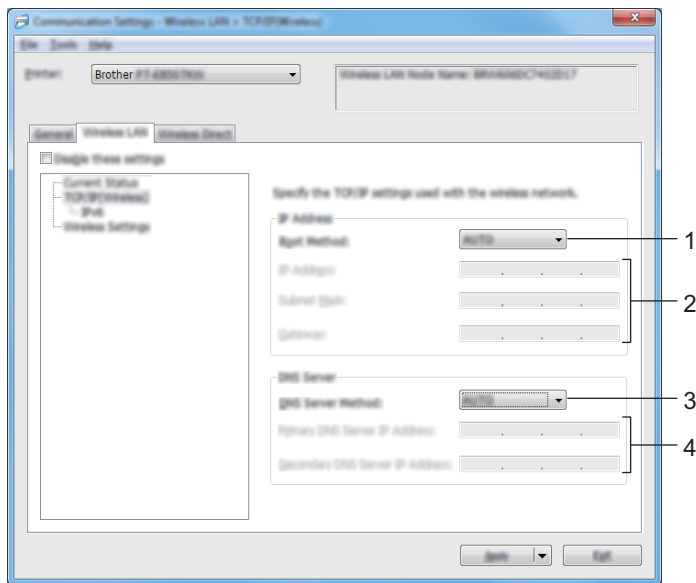 Communication Settings - Wireless LAN > TCP/IP(Wireless)
File Tools Help
Printer: Brother
Wireless LAN Node Name:
General Wireless LAN Wireless Direct
Disable these settings
Current Status
TCP/IP(Wireless)
IPv6
Wireless Settings
Specify the TCP/IP settings used with the wireless network.
IP Address
Boot Method: AUTO 1
IP Address:
Subnet Mask: 2
Gateway:
DNS Server
DNS Server Method: AUTO 3
Primary DNS Server IP Address:
4
Secondary DNS Server IP Address:
Apply Exit